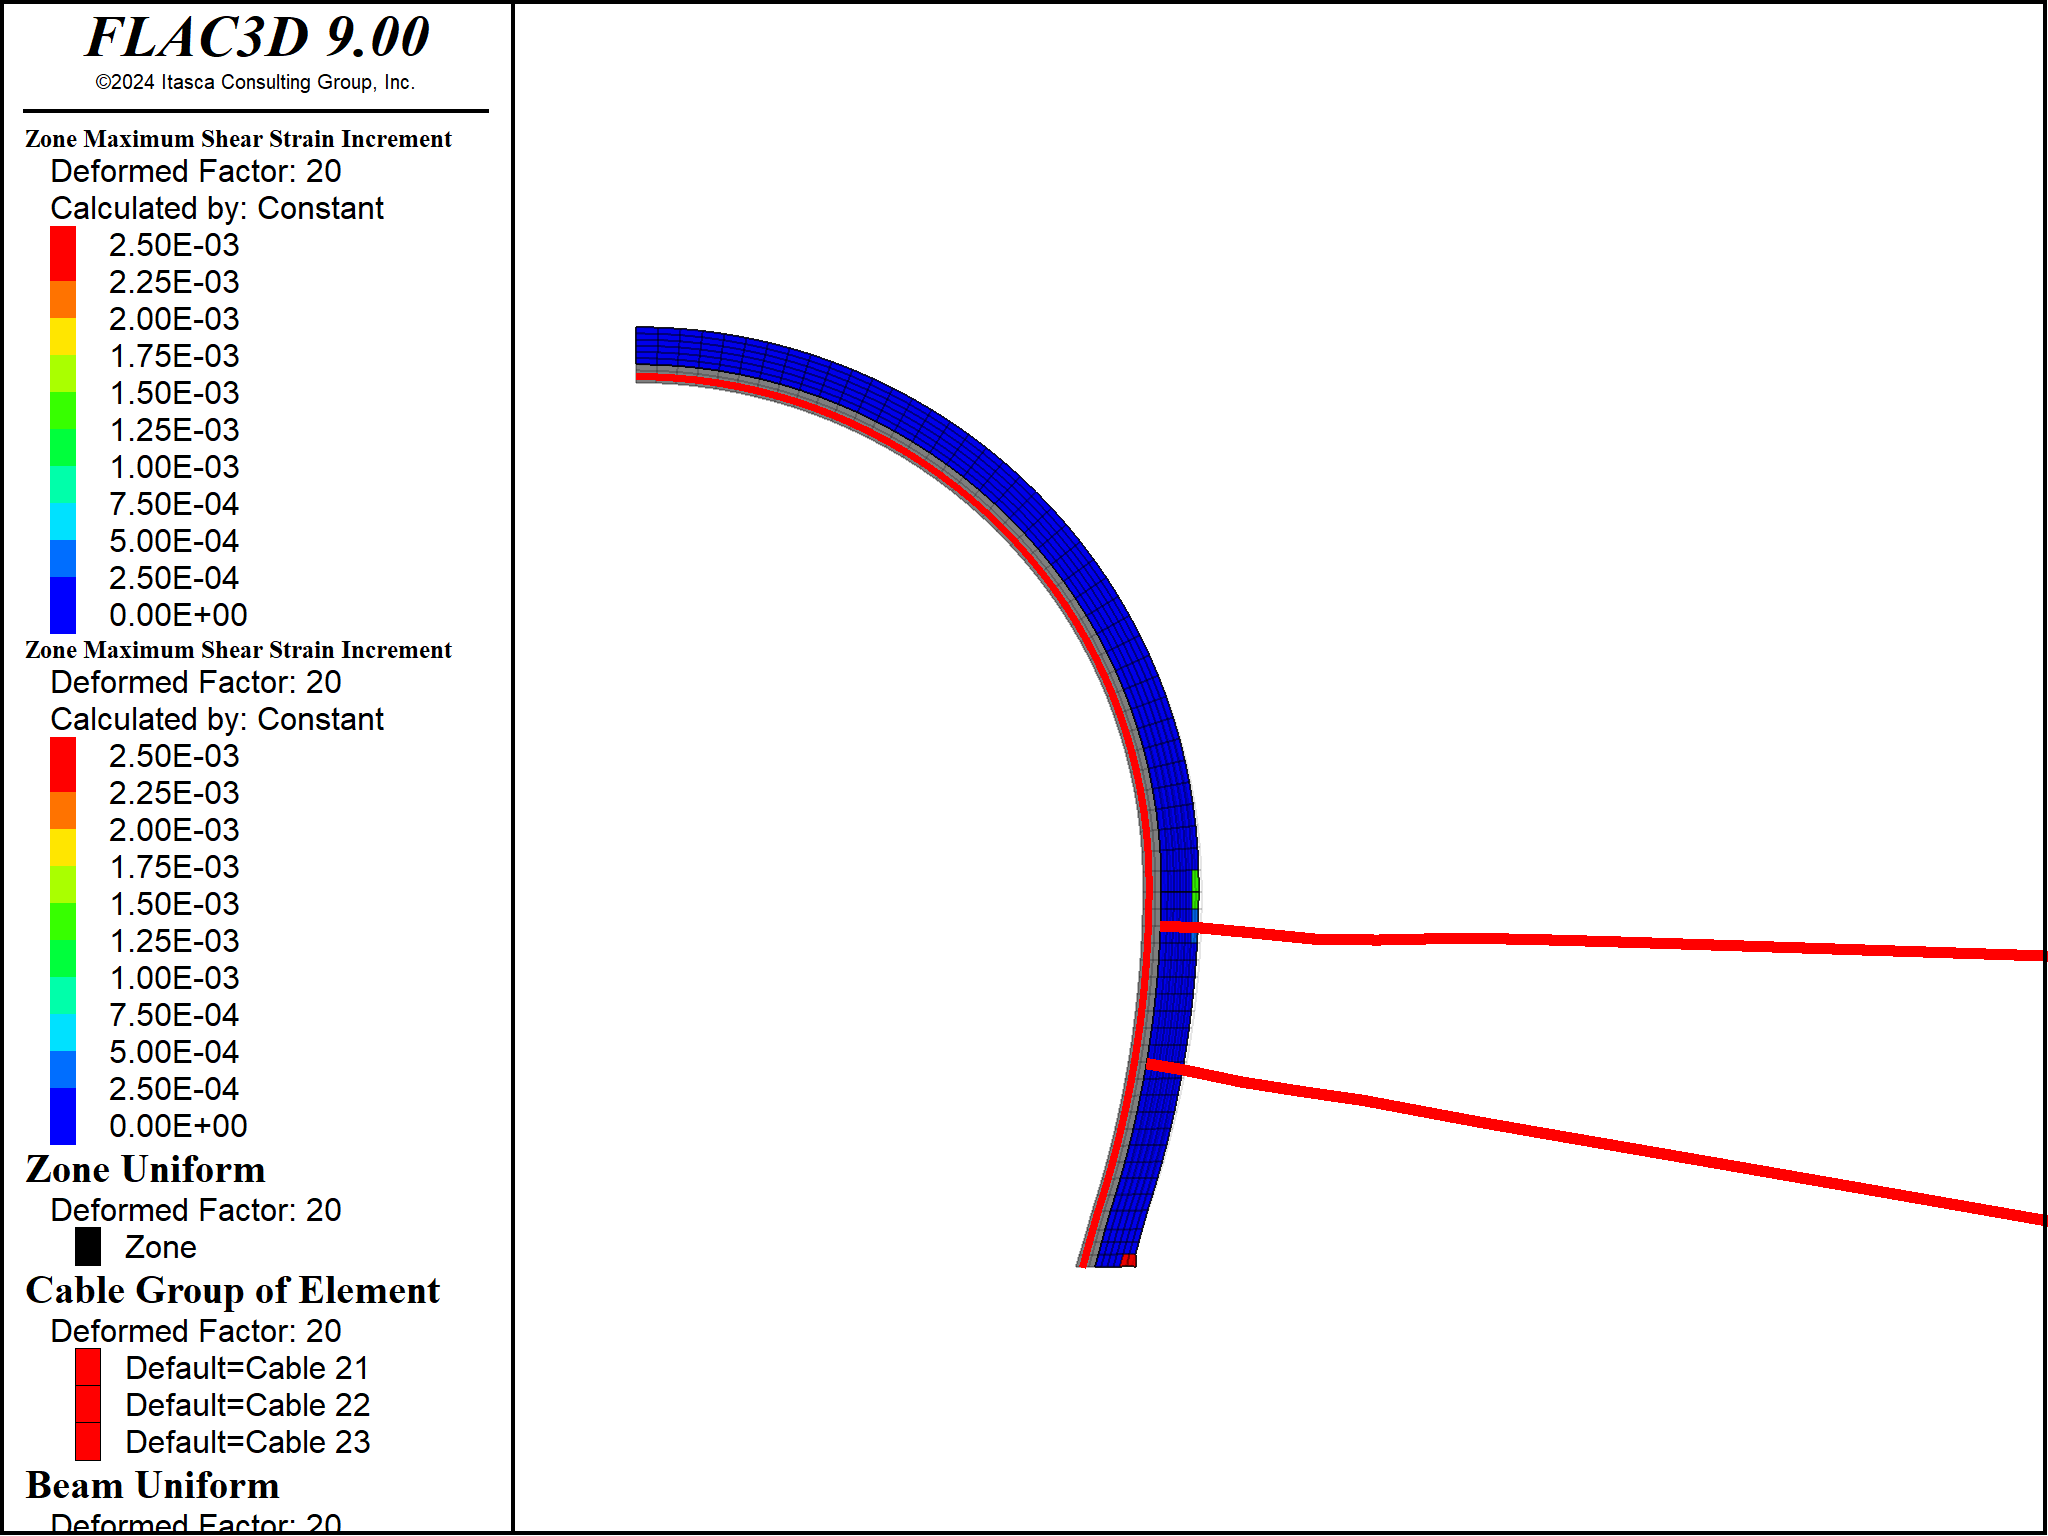 FLAC3D 9.00
©2024 Itasca Consulting Group, Inc.
Zone Maximum Shear Strain Increment
Deformed Factor: 20
Calculated by: Constant
2.50E-03
2.25E-03
2.00E-03
1.75E-03
1.50E-03
1.25E-03
1.00E-03
7.50E-04
5.00E-04
2.50E-04
0.00E+00
Zone Maximum Shear Strain Increment
Deformed Factor: 20
Calculated by: Constant
2.50E-03
2.25E-03
2.00E-03
1.75E-03
1.50E-03
1.25E-03
1.00E-03
7.50E-04
5.00E-04
2.50E-04
0.00E+00
Zone Uniform
Deformed Factor: 20
Zone
Cable Group of Element
Deformed Factor: 20
Default=Cable 21
Default=Cable 22
Default=Cable 23
Beam Uniform
Deformed Factor: 20